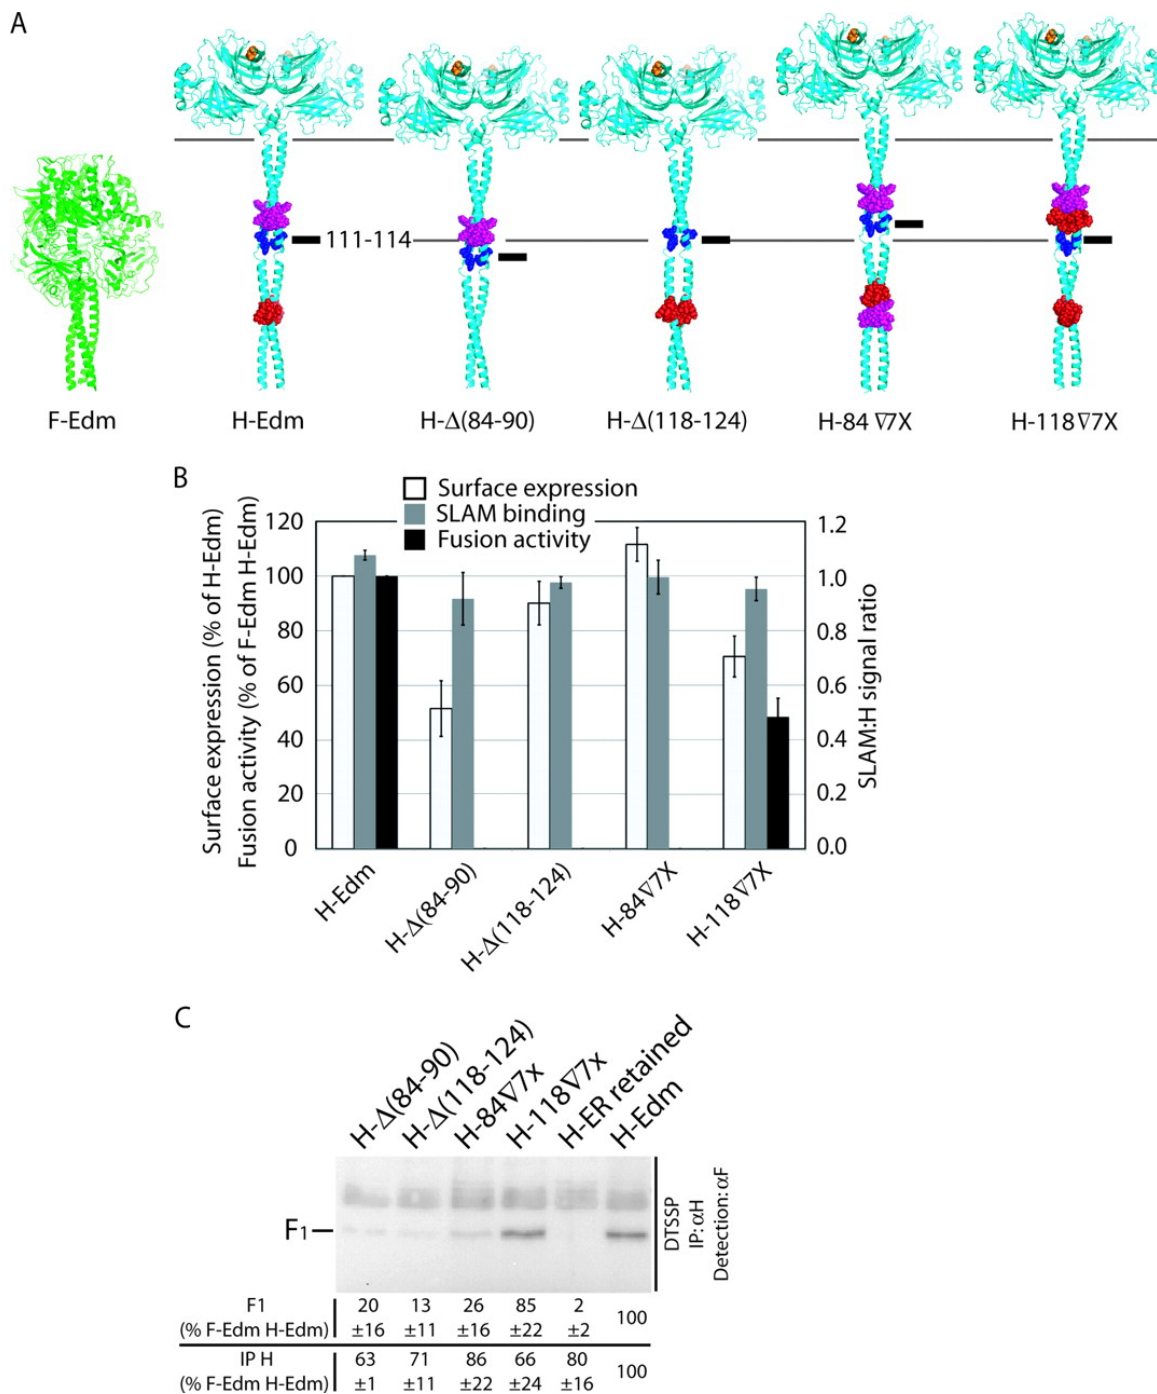 A
111-114
F-Edm
H-Edm
H-Δ(84-90)
H-Δ(118-124)
H-84∇7X
H-118∇7X
B
Surface expression
SLAM binding
Fusion activity
Surface expression (% of H-Edm)
Fusion activity (% of F-Edm H-Edm)
120
100
80
60
40
20
0
1.2
1.0
0.8
0.6
0.4
0.2
0.0
SLAM:H signal ratio
H-Edm
H-Δ(84-90)
H-Δ(118-124)
H-84∇7X
H-118∇7X
C
H-Δ(84-90)
H-Δ(118-124)
H-84∇7x
H-118∇7x
H-ER retained
H-Edm
F1
DTSSP
IP: αH
Detection: αF
F1 20 13 26 85 2 100
(% F-Edm H-Edm) ±16 ±11 ±16 ±22 ±2
IP H 63 71 86 66 80 100
(% F-Edm H-Edm) ±1 ±11 ±22 ±24 ±16